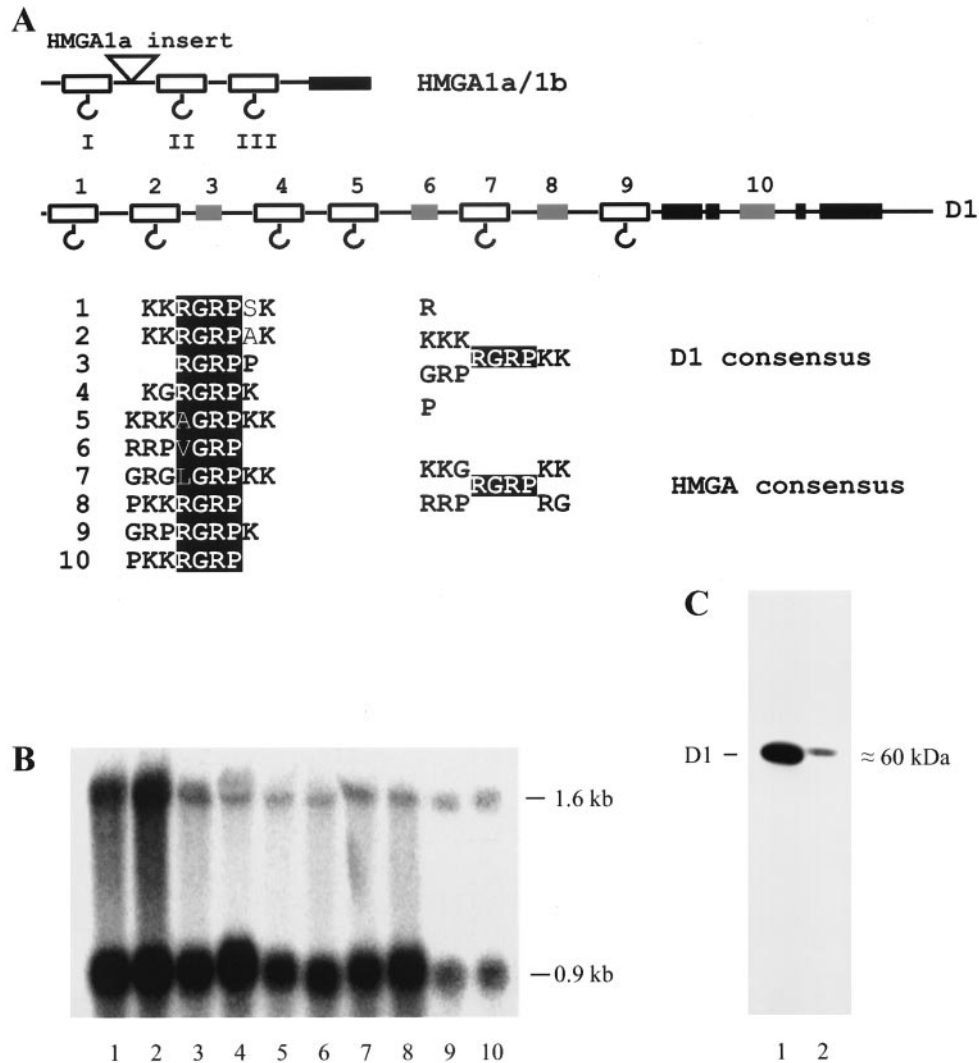 A
HMGA1a insert
HMGA1a/1b
I II III
1 2 3 4 5 6 7 8 9 10
D1
1 KKRGRPSK
2 KKRGRPAK
3 RGRPP
4 KGRGRPK
5 KRKAGRPKK
6 RRPVGRP
7 GRGLGRPKK
8 PKKRGRP
9 GRPRGRPK
10 PKKRGRP
R
KKK
RGRPKK D1 consensus
GRP
P
KKG KK
RGRP HMGA consensus
RRP RG
C
D1 – ≈ 60 kDa
1 2
B
– 1.6 kb
– 0.9 kb
1 2 3 4 5 6 7 8 9 10